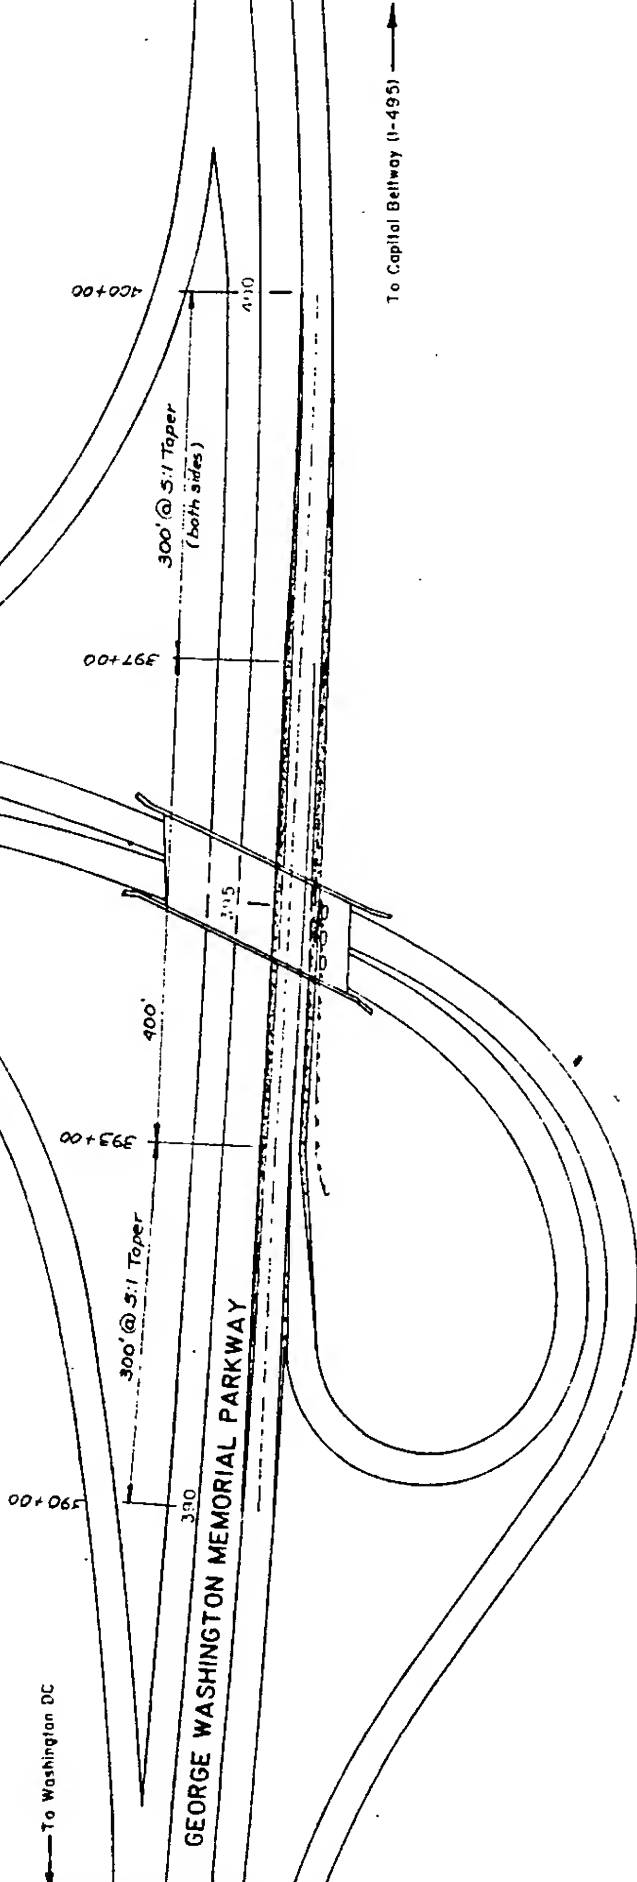 To Capital Beltway (I-495)
400+00
400
300' @ 5:1 Taper
(both sides)
397+00
395
400'
393+00
300' @ 5:1 Taper
390+00
390
GEORGE WASHINGTON MEMORIAL PARKWAY
To Washington DC